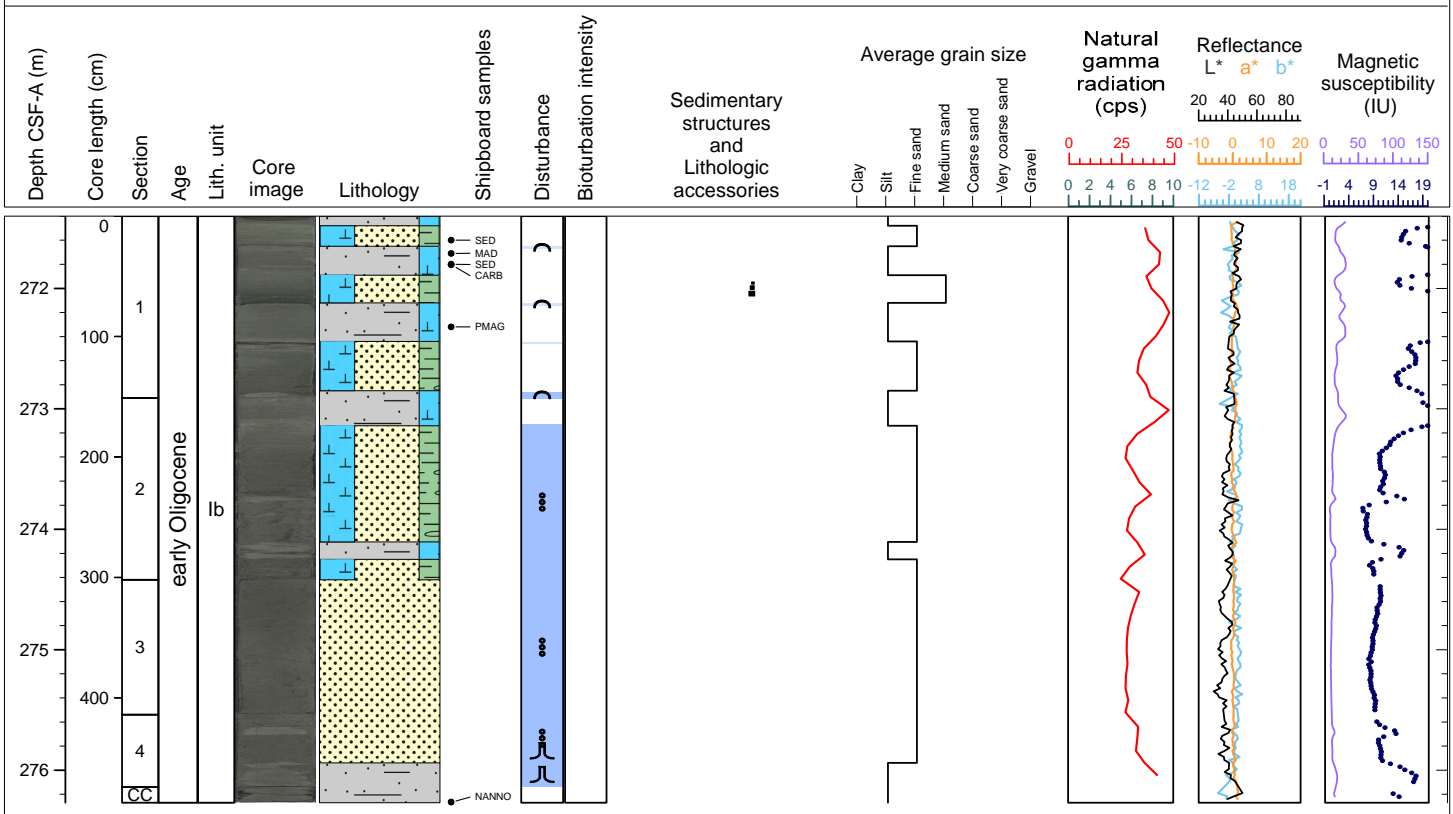 Depth CSF-A (m)
Core length (cm)
Section
Age
Lith. unit
Core
image
Lithology
Shipboard samples
Disturbance
Bioturbation intensity
Sedimentary
structures
and
Lithologic
accessories
Average grain size
Clay
Silt
Fine sand
Medium sand
Coarse sand
Very coarse sand
Gravel
Natural
gamma
radiation
(cps)
0 25 50
0 2 4 6 8 10
Reflectance
L* a* b*
20 40 60 80
-10 0 10 20
-12 -2 8 18
Magnetic
susceptibility
(IU)
0 50 100 150
-1 4 9 14 19
272
273
274
275
276
0
100
200
300
400
1
2
3
4
CC
early Oligocene
Ib
SED
MAD
SED
CARB
PMAG
NANNO